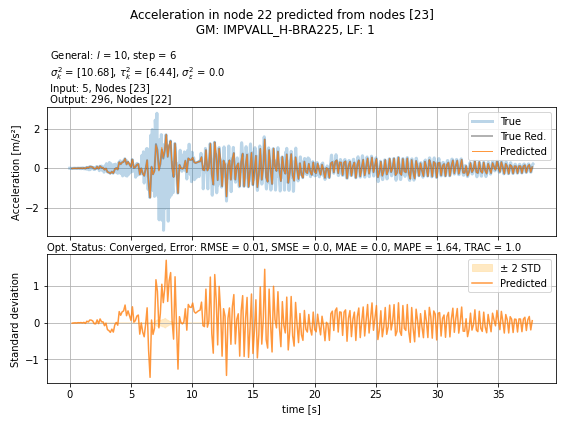 Acceleration in node 22 predicted from nodes [23]
GM: IMPVALL_H-BRA225, LF: 1
General: l = 10, step = 6
σ²ₖ = [10.68], τ²ₖ = [6.44], σ²_ε = 0.0
Input: 5, Nodes [23]
Output: 296, Nodes [22]
True
True Red.
Predicted
Acceleration [m/s²]
2
0
−2
Opt. Status: Converged, Error: RMSE = 0.01, SMSE = 0.0, MAE = 0.0, MAPE = 1.64, TRAC = 1.0
± 2 STD
Predicted
Standard deviation
1
0
−1
0 5 10 15 20 25 30 35
time [s]